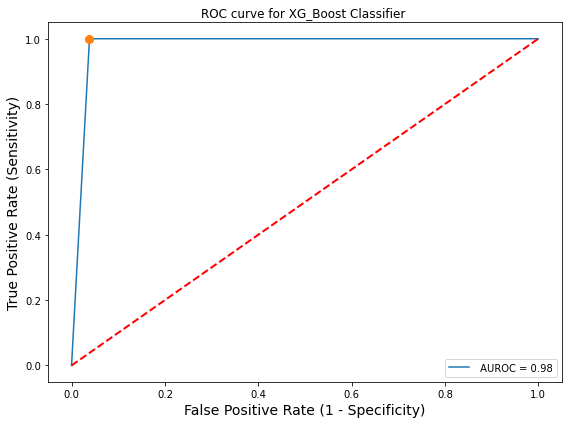 ROC curve for XG_Boost Classifier
True Positive Rate (Sensitivity)
1.0
0.8
0.6
0.4
0.2
0.0
AUROC = 0.98
0.0 0.2 0.4 0.6 0.8 1.0
False Positive Rate (1 - Specificity)